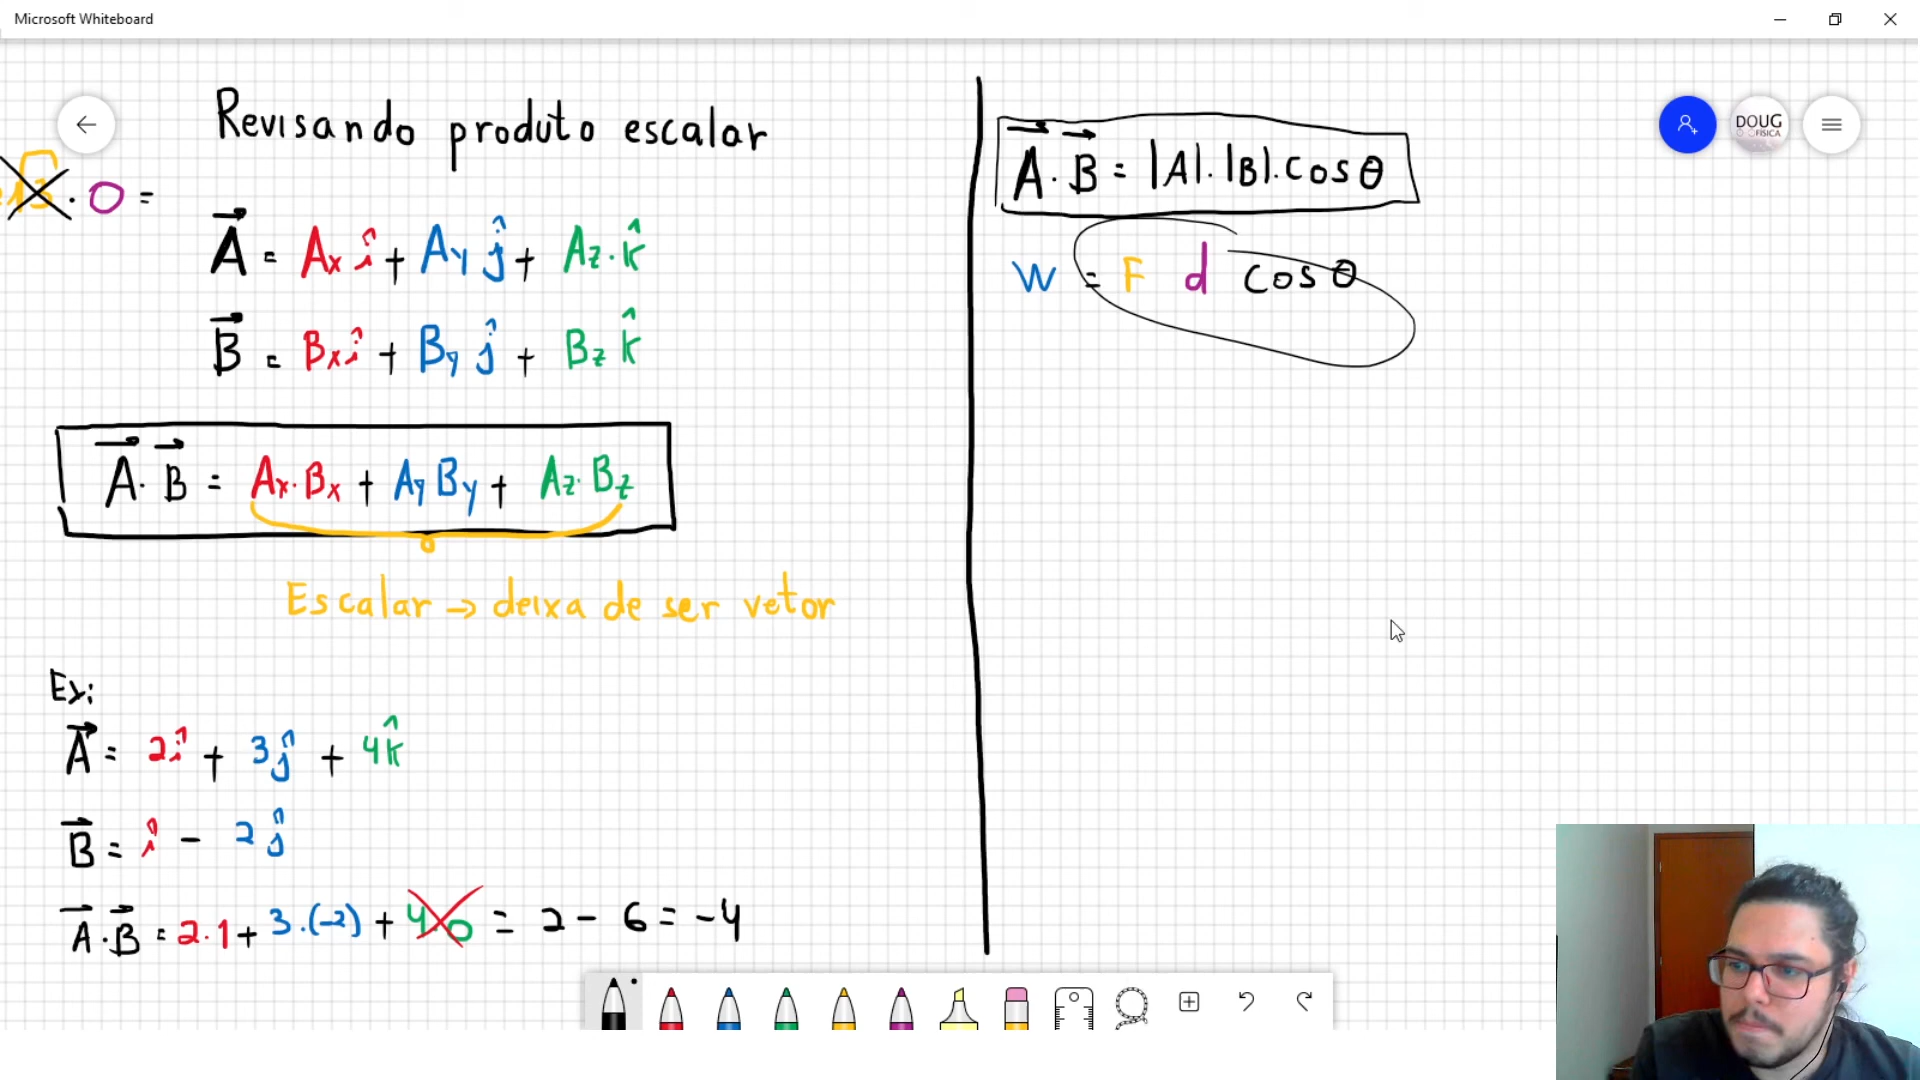 Microsoft Whiteboard
Revisando produto escalar
· 0 =
A⃗ = Ax î + Ay ĵ + Az · k̂
B⃗ = Bx î + By ĵ + Bz k̂
A⃗ · B⃗ = Ax · Bx + Ay By + Az · Bz
Escalar → deixa de ser vetor
Ex:
A⃗ = 2î + 3ĵ + 4k̂
B⃗ = î - 2ĵ
A⃗ · B⃗ = 2 · 1 + 3 · (-2) + 4 · 0 = 2 - 6 = -4
A⃗ · B⃗ = |A| · |B| · cos θ
W = F d cos θ
DOUG
FÍSICA